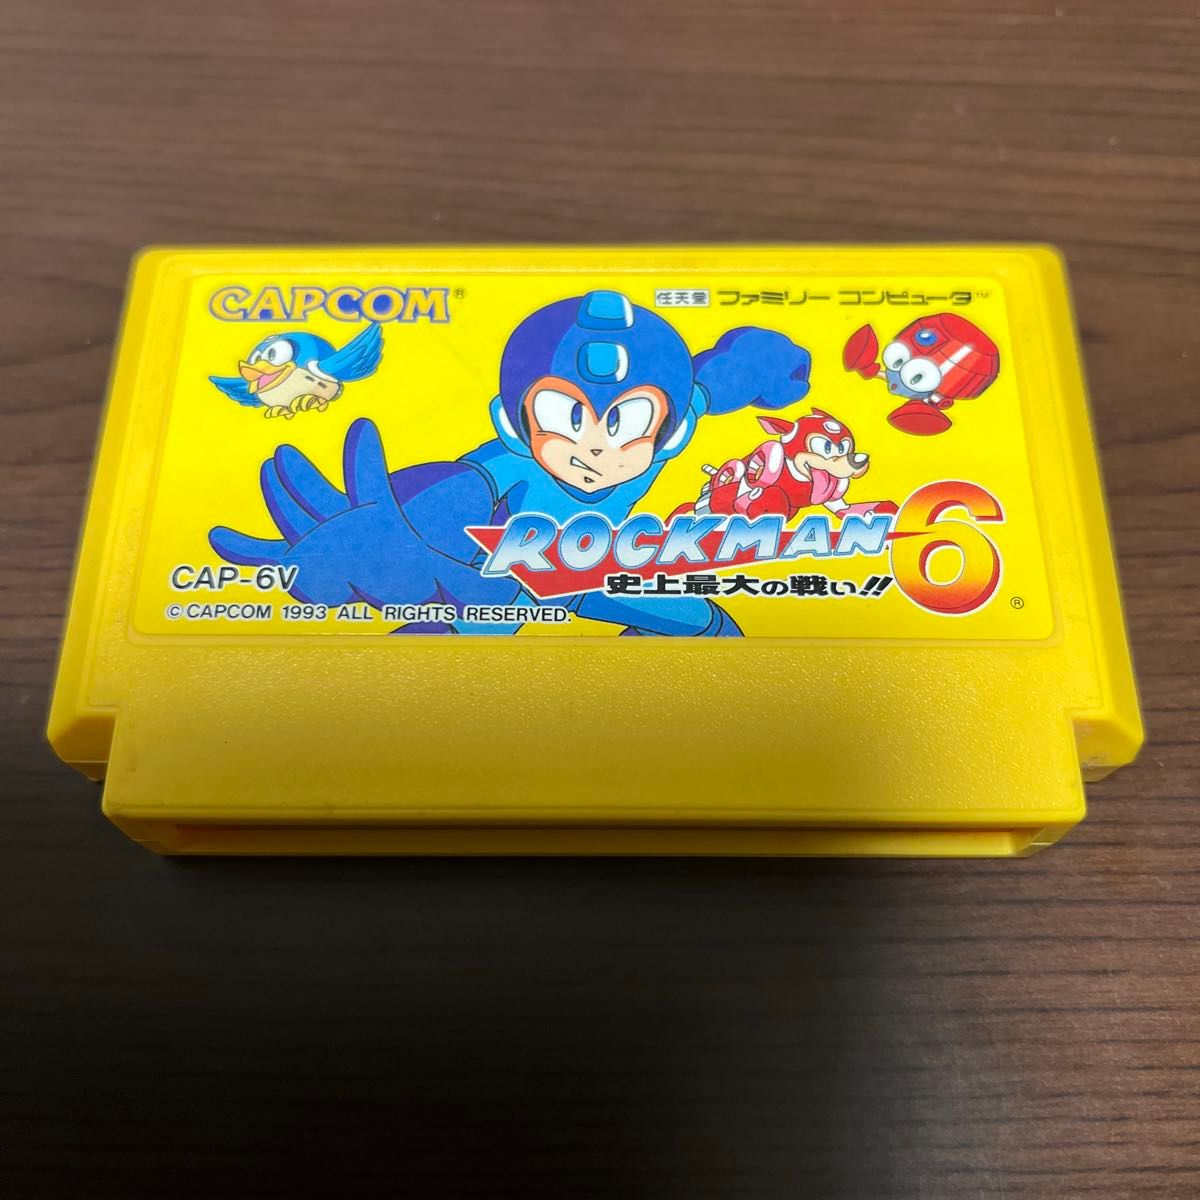 CAPCOM®
任天堂 ファミリー コンピュータ™
ROCKMAN 6
史上最大の戦い!! ®
CAP-6V
© CAPCOM 1993 ALL RIGHTS RESERVED.